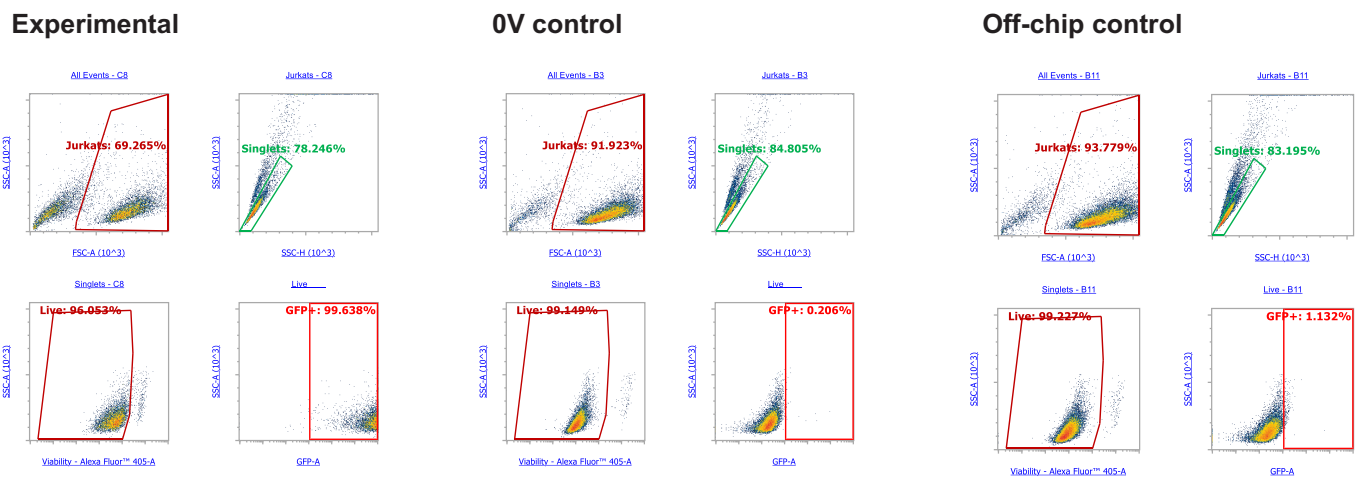 Experimental
0V control
Off-chip control
All Events - C8
Jurkats - C8
All Events - B3
Jurkats - B3
All Events - B11
Jurkats - B11
SSC-A (10^3)
Jurkats: 69.265%
SSC-A (10^3)
Singlets: 78.246%
SSC-A (10^3)
Jurkats: 91.923%
SSC-A (10^3)
Singlets: 84.805%
SSC-A (10^3)
Jurkats: 93.779%
SSC-A (10^3)
Singlets: 83.195%
FSC-A (10^3)
SSC-H (10^3)
FSC-A (10^3)
SSC-H (10^3)
FSC-A (10^3)
SSC-H (10^3)
Singlets - C8
Live
Singlets - B3
Live
Singlets - B11
Live - B11
SSC-A (10^3)
Live: 96.053%
SSC-A (10^3)
GFP+: 99.638%
SSC-A (10^3)
Live: 99.149%
SSC-A (10^3)
GFP+: 0.206%
SSC-A (10^3)
Live: 99.227%
SSC-A (10^3)
GFP+: 1.132%
Viability - Alexa Fluor™ 405-A
GFP-A
Viability - Alexa Fluor™ 405-A
GFP-A
Viability - Alexa Fluor™ 405-A
GFP-A